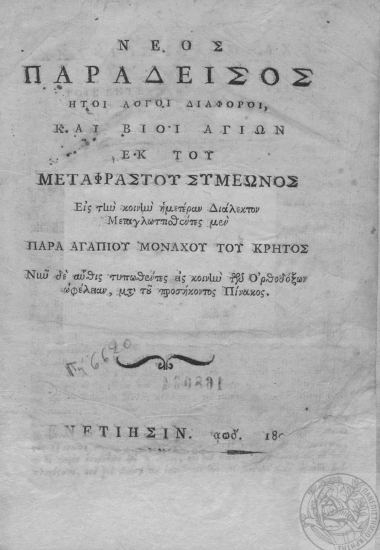 ΝΕΟΣ
ΠΑΡΑΔΕΙΣΟΣ
ΗΤΟΙ ΛΟΓΟΙ ΔΙΑΦΟΡΟΙ,
ΚΑΙ ΒΙΟΙ ΑΓΙΩΝ
ΕΚ ΤΟΥ
ΜΕΤΑΦΡΑΣΤΟΥ ΣΥΜΕΩΝΟΣ
Εἰς τὴν κοινὴν ἡμετέραν Διάλεκτον
Μεταγλωττισθέντες μὲν
ΠΑΡΑ ΑΓΑΠΙΟΥ ΜΟΝΑΧΟΥ ΤΟΥ ΚΡΗΤΟΣ
Νῦν δὲ αὖθις τυπωθέντες εἰς κοινὴν τῶν Ὀρθοδόξων
ὠφέλειαν, μετὰ τοῦ προσήκοντος Πίνακος.
6670
ΕΝΕΤΙΗΣΙΝ. 18